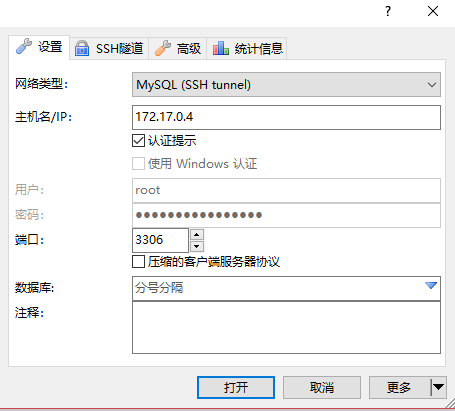 ?
设置 SSH隧道 高级 统计信息
网络类型: MySQL (SSH tunnel)
主机名/IP: 172.17.0.4
认证提示
使用 Windows 认证
用户: root
密码: ●●●●●●●●●●●●●●●●
端口: 3306
压缩的客户端服务器协议
数据库: 分号分隔
注释:
打开 取消 更多